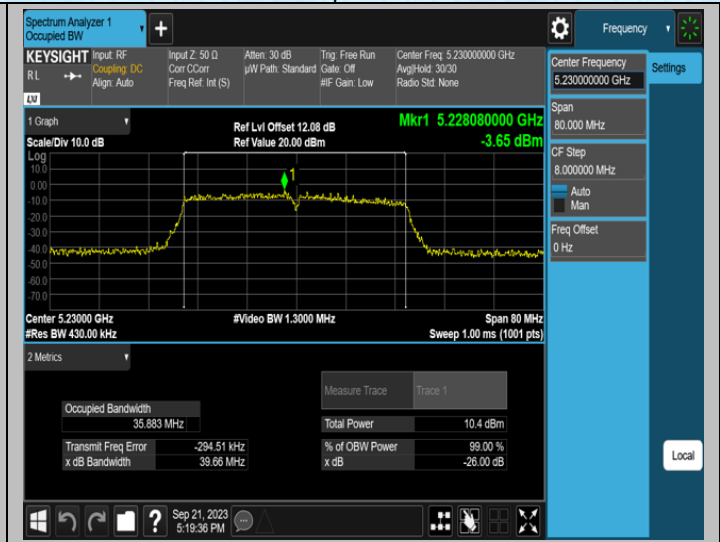 Spectrum Analyzer 1
Occupied BW
Frequency
KEYSIGHT
RL
Input: RF
Coupling: DC
Align: Auto
Input Z: 50 Ω
Corr CCorr
Freq Ref: Int (S)
Atten: 30 dB
µW Path: Standard
Trig: Free Run
Gate: Off
#IF Gain: Low
Center Freq: 5.230000000 GHz
Avg|Hold: 30/30
Radio Std: None
LXI
1 Graph
Scale/Div 10.0 dB
Ref Lvl Offset 12.08 dB
Ref Value 20.00 dBm
Mkr1 5.228080000 GHz
-3.65 dBm
Log
10.0
0.00
-10.0
-20.0
-30.0
-40.0
-50.0
-60.0
-70.0
1
Center 5.23000 GHz
#Res BW 430.00 kHz
#Video BW 1.3000 MHz
Span 80 MHz
Sweep 1.00 ms (1001 pts)
2 Metrics
Measure Trace
Trace 1
Occupied Bandwidth
35.883 MHz
Total Power
10.4 dBm
Transmit Freq Error
-294.51 kHz
% of OBW Power
99.00 %
x dB Bandwidth
39.66 MHz
x dB
-26.00 dB
Sep 21, 2023
5:19:36 PM
Center Frequency
5.230000000 GHz
Settings
Span
80.000 MHz
CF Step
8.000000 MHz
Auto
Man
Freq Offset
0 Hz
Local